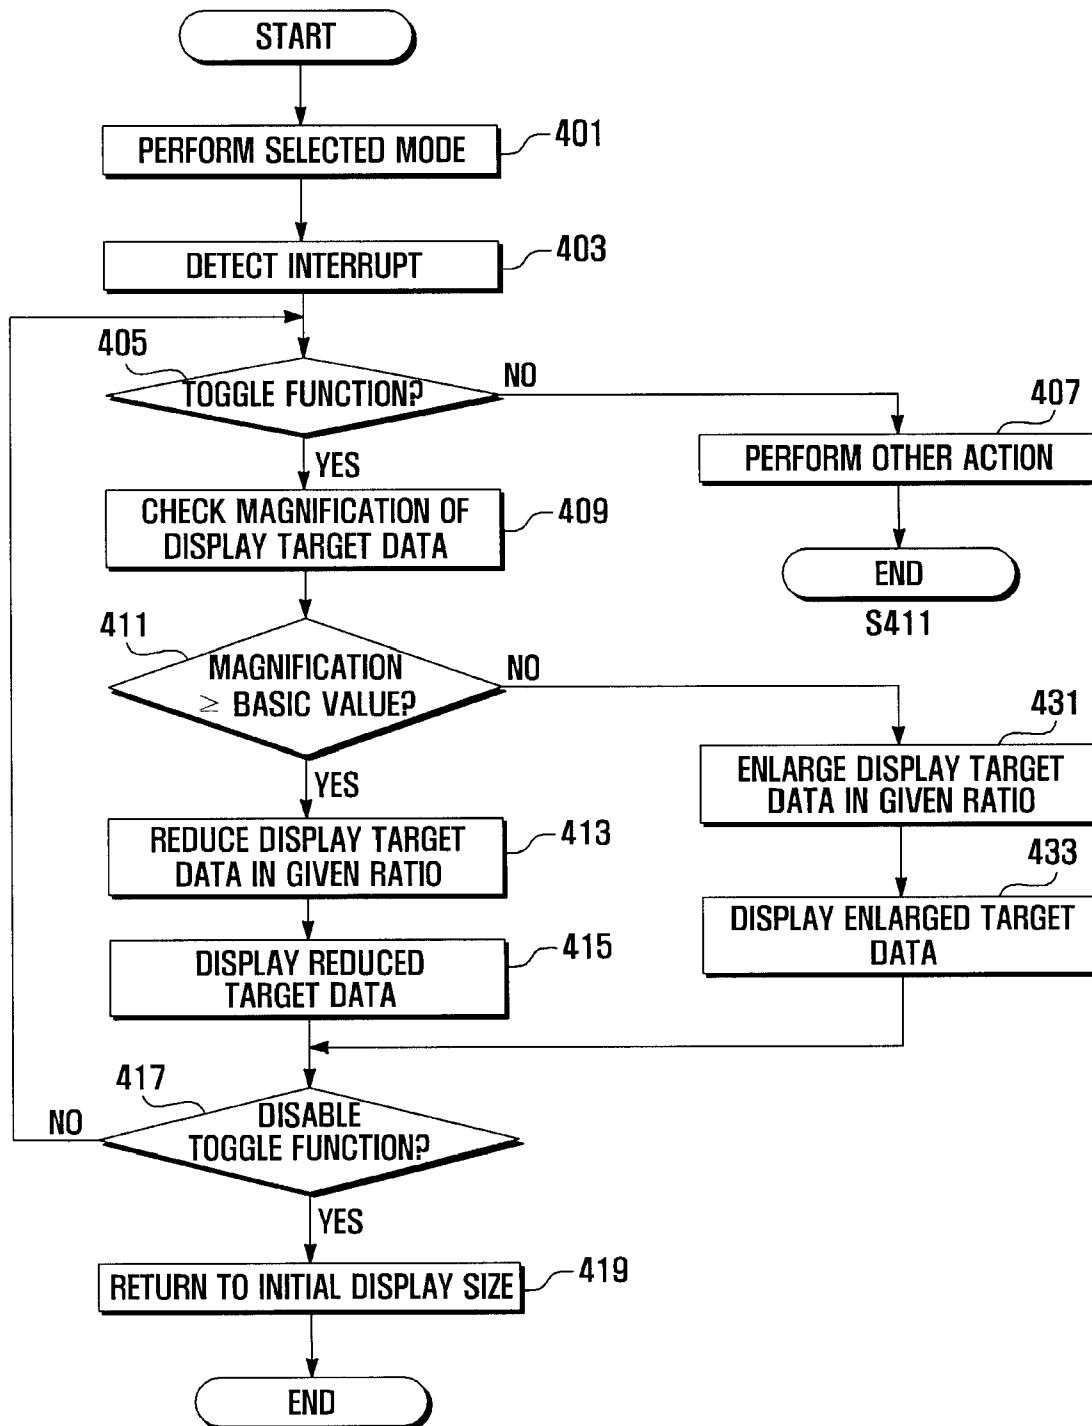 START
PERFORM SELECTED MODE
401
DETECT INTERRUPT
403
405
TOGGLE FUNCTION?
NO
YES
407
PERFORM OTHER ACTION
END
S411
CHECK MAGNIFICATION OF
DISPLAY TARGET DATA
409
411
MAGNIFICATION
≥ BASIC VALUE?
NO
YES
431
ENLARGE DISPLAY TARGET
DATA IN GIVEN RATIO
433
DISPLAY ENLARGED TARGET
DATA
REDUCE DISPLAY TARGET
DATA IN GIVEN RATIO
413
DISPLAY REDUCED
TARGET DATA
415
417
DISABLE
TOGGLE FUNCTION?
NO
YES
RETURN TO INITIAL DISPLAY SIZE
419
END